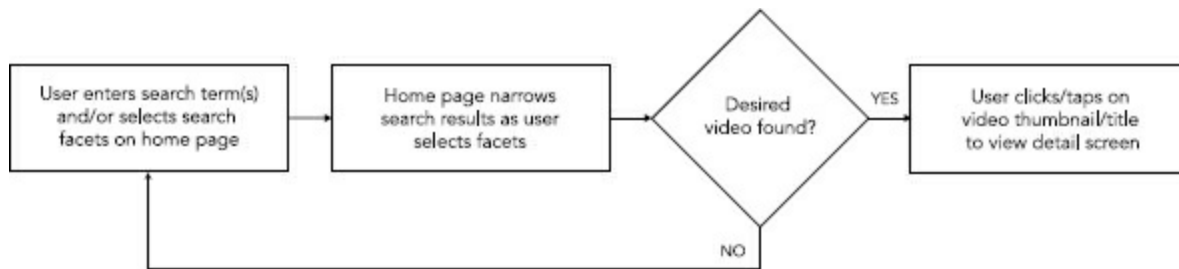 User enters search term(s)
and/or selects search
facets on home page
Home page narrows
search results as user
selects facets
Desired
video found?
YES
User clicks/taps on
video thumbnail/title
to view detail screen
NO